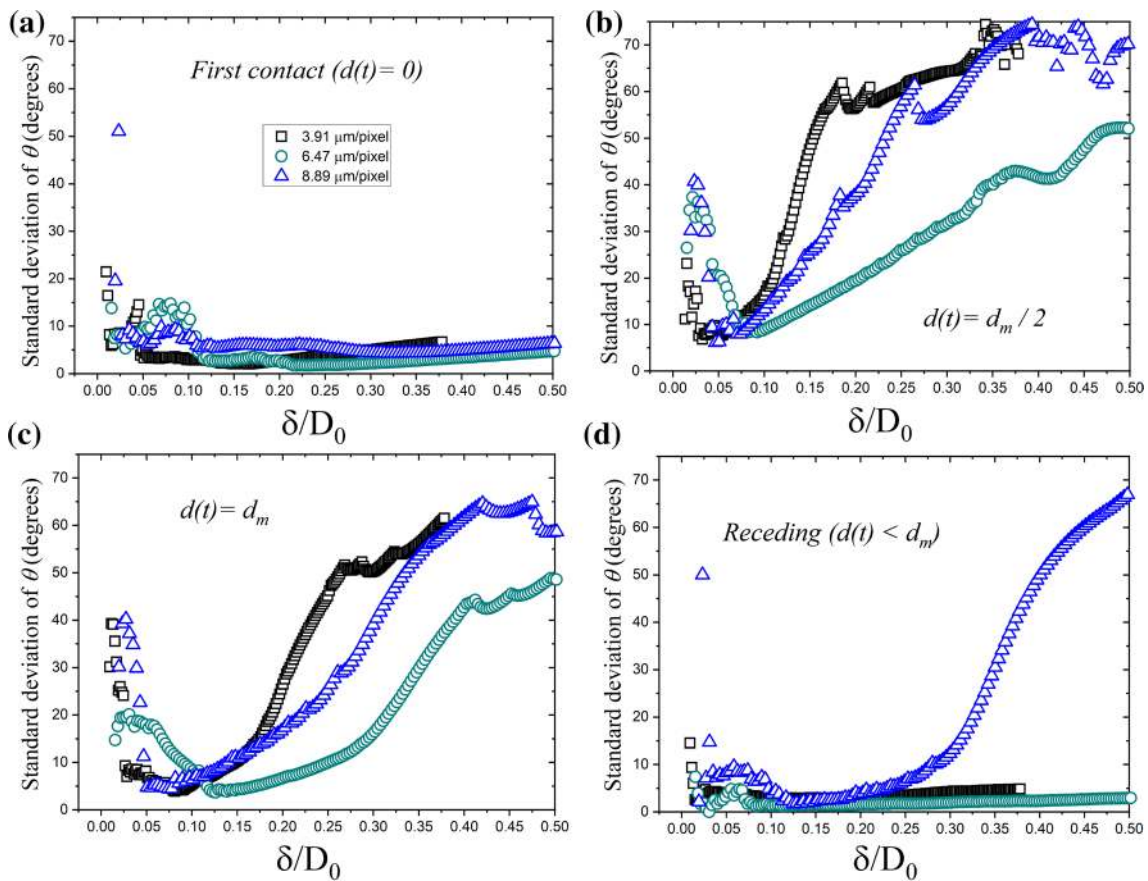 (a)
First contact (d(t)= 0)
3.91 μm/pixel
6.47 μm/pixel
8.89 μm/pixel
Standard deviation of θ (degrees)
70
60
50
40
30
20
10
0
0.00 0.05 0.10 0.15 0.20 0.25 0.30 0.35 0.40 0.45 0.50
δ/D₀
(b)
d(t)= dₘ / 2
Standard deviation of θ (degrees)
70
60
50
40
30
20
10
0
0.00 0.05 0.10 0.15 0.20 0.25 0.30 0.35 0.40 0.45 0.50
δ/D₀
(c)
d(t)= dₘ
Standard deviation of θ (degrees)
70
60
50
40
30
20
10
0
0.00 0.05 0.10 0.15 0.20 0.25 0.30 0.35 0.40 0.45 0.50
δ/D₀
(d)
Receding (d(t) < dₘ)
Standard deviation of θ (degrees)
70
60
50
40
30
20
10
0
0.00 0.05 0.10 0.15 0.20 0.25 0.30 0.35 0.40 0.45 0.50
δ/D₀